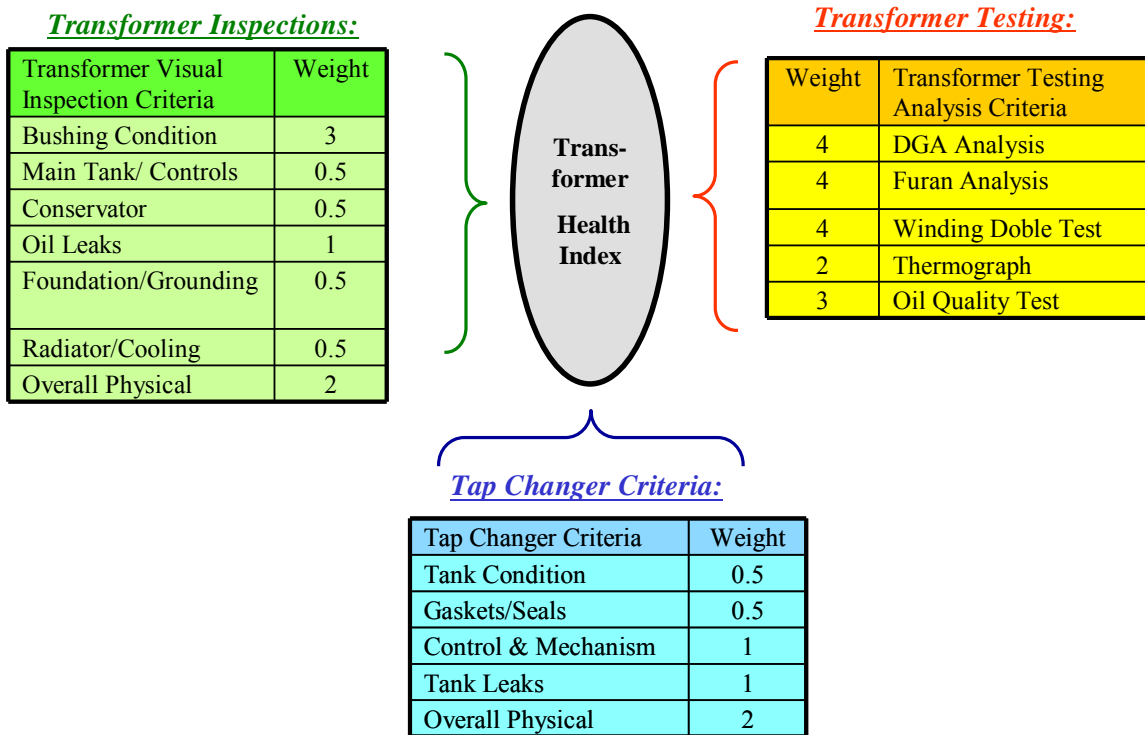 Transformer Inspections:
Transformer Visual Weight
Inspection Criteria
Bushing Condition 3
Main Tank/ Controls 0.5
Conservator 0.5
Oil Leaks 1
Foundation/Grounding 0.5
Radiator/Cooling 0.5
Overall Physical 2
Trans-
former
Health
Index
Transformer Testing:
Weight Transformer Testing
Analysis Criteria
4 DGA Analysis
4 Furan Analysis
4 Winding Doble Test
2 Thermograph
3 Oil Quality Test
Tap Changer Criteria:
Tap Changer Criteria Weight
Tank Condition 0.5
Gaskets/Seals 0.5
Control & Mechanism 1
Tank Leaks 1
Overall Physical 2